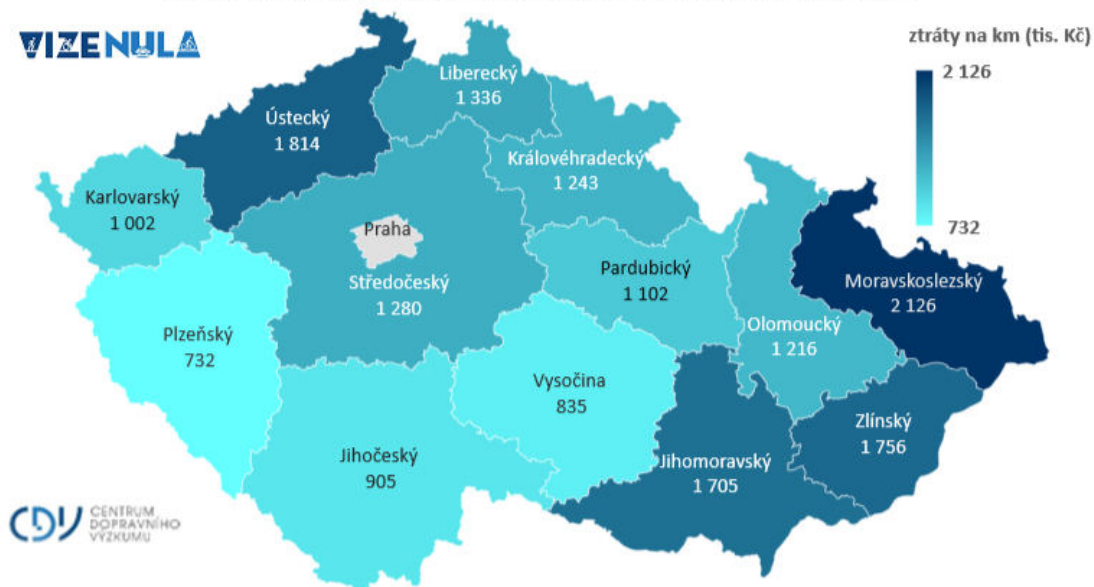 VIZE NULA
ztráty na km (tis. Kč)
2 126
732
Liberecký
1 336
Ústecký
1 814
Královéhradecký
1 243
Karlovarský
1 002
Praha
Středočeský
1 280
Pardubický
1 102
Moravskoslezský
2 126
Olomoucký
1 216
Plzeňský
732
Vysočina
835
Zlínský
1 756
Jihočeský
905
Jihomoravský
1 705
CDV
CENTRUM
DOPRAVNÍHO
VÝZKUMU